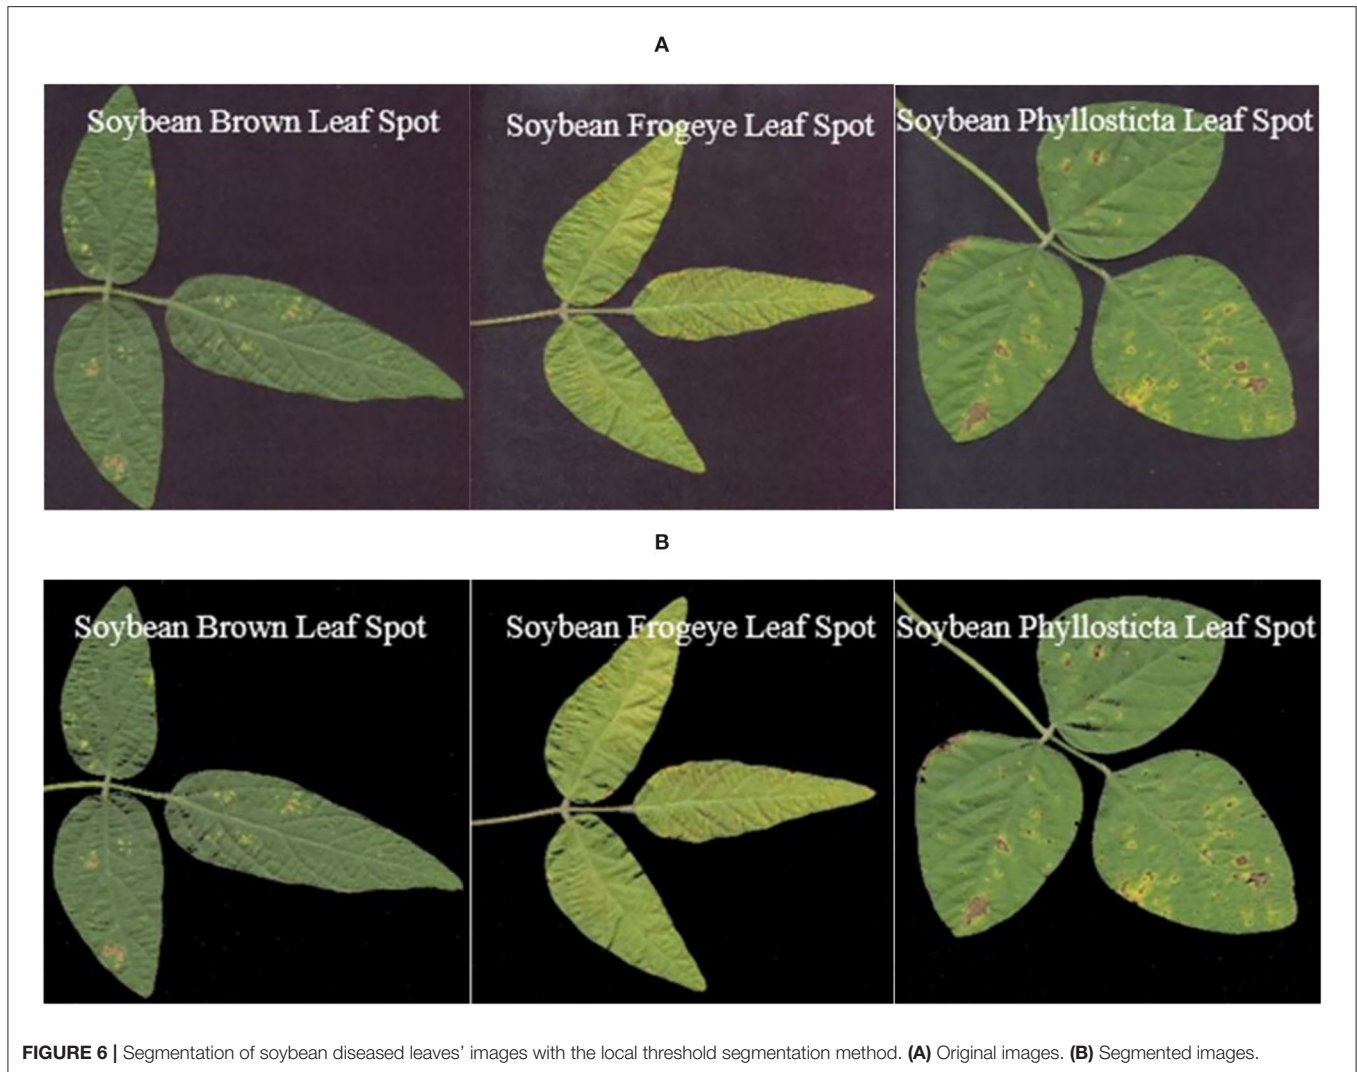 A
Soybean Brown Leaf Spot
Soybean Frogeye Leaf Spot
Soybean Phyllosticta Leaf Spot
B
Soybean Brown Leaf Spot
Soybean Frogeye Leaf Spot
Soybean Phyllosticta Leaf Spot
FIGURE 6 | Segmentation of soybean diseased leaves' images with the local threshold segmentation method. (A) Original images. (B) Segmented images.